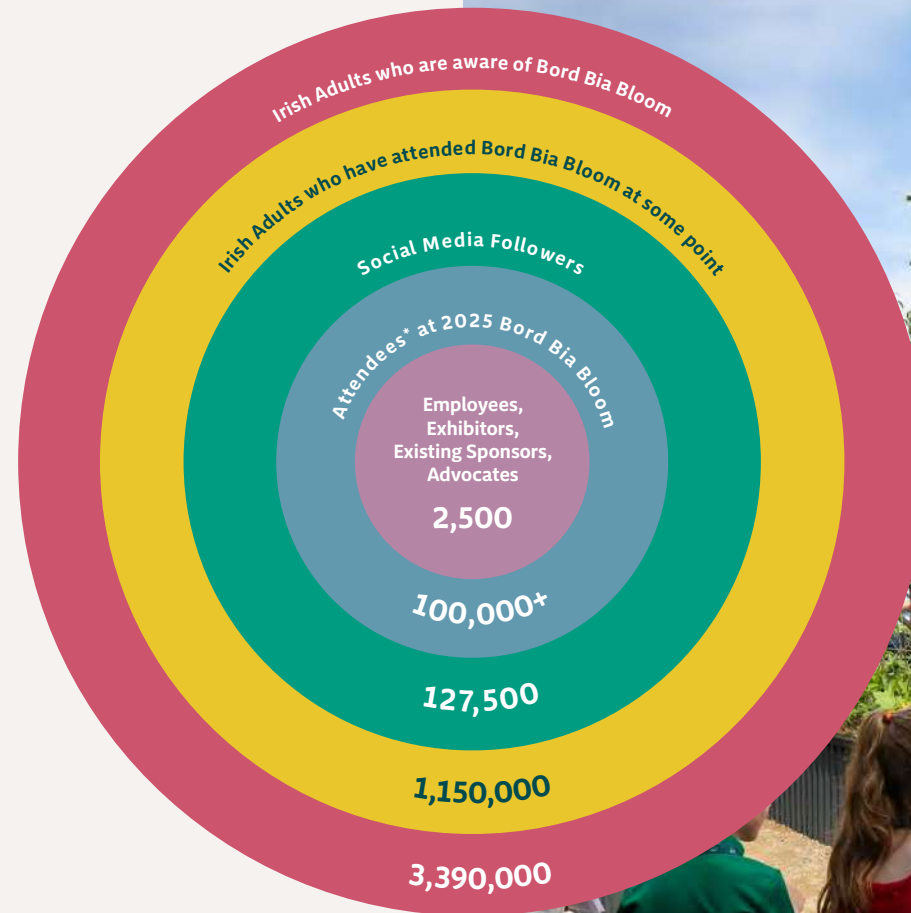 Irish Adults who are aware of Bord Bia Bloom
Irish Adults who have attended Bord Bia Bloom at some point
Social Media Followers
Attendees* at 2025 Bord Bia Bloom
Employees,
Exhibitors,
Existing Sponsors,
Advocates
2,500
100,000+
127,500
1,150,000
3,390,000